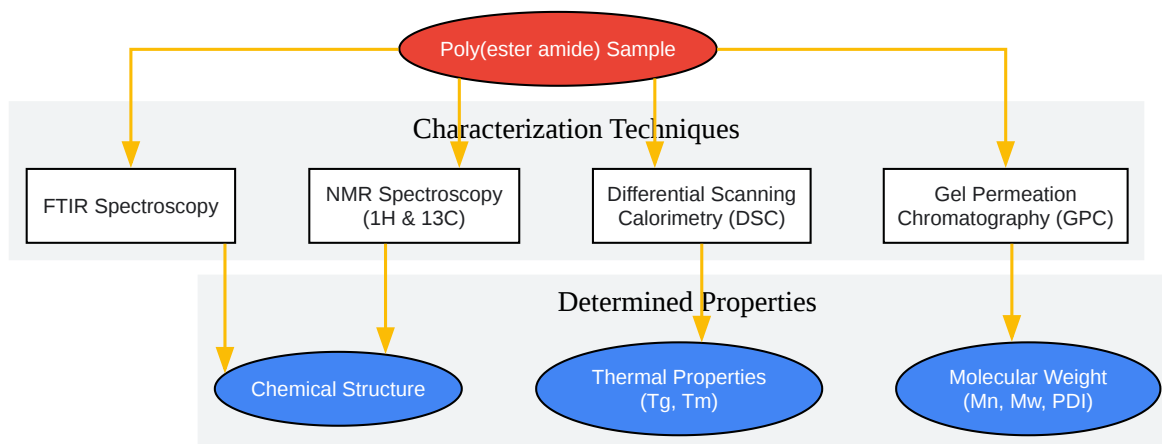 Poly(ester amide) Sample
Characterization Techniques
FTIR Spectroscopy
NMR Spectroscopy
(1H & 13C)
Differential Scanning
Calorimetry (DSC)
Gel Permeation
Chromatography (GPC)
Determined Properties
Chemical Structure
Thermal Properties
(Tg, Tm)
Molecular Weight
(Mn, Mw, PDI)